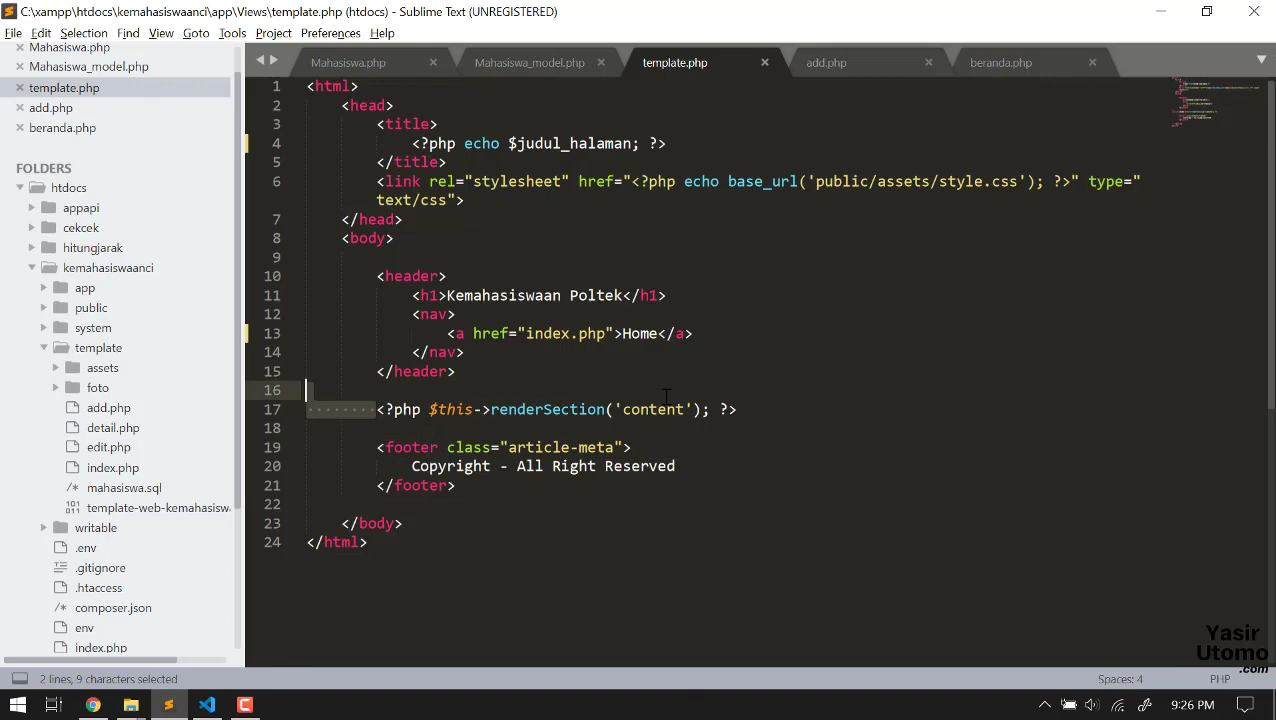 C:\xampp\htdocs\kemahasiswaanci\app\Views\template.php (htdocs) - Sublime Text (UNREGISTERED)
File Edit Selection Find View Goto Tools Project Preferences Help
Mahasiswa.php
Mahasiswa_model.php
template.php
add.php
beranda.php
FOLDERS
htdocs
appapi
cekcek
hitungjarak
kemahasiswaanci
app
public
system
template
assets
foto
add.php
detail.php
edit.php
index.php
mahasiswa.sql
template-web-kemahasisw
writable
.env
.gitignore
.htaccess
composer.json
env
index.php
Mahasiswa.php Mahasiswa_model.php template.php add.php beranda.php
1 <html>
2 <head>
3 <title>
4 <?php echo $judul_halaman; ?>
5 </title>
6 <link rel="stylesheet" href="<?php echo base_url('public/assets/style.css'); ?>" type="
text/css">
7 </head>
8 <body>
9
10 <header>
11 <h1>Kemahasiswaan Poltek</h1>
12 <nav>
13 <a href="index.php">Home</a>
14 </nav>
15 </header>
16
17 <?php $this->renderSection('content'); ?>
18
19 <footer class="article-meta">
20 Copyright - All Right Reserved
21 </footer>
22
23 </body>
24 </html>
Yasir
Utomo
.com
2 lines, 9 characters selected Spaces: 4 PHP
9:26 PM